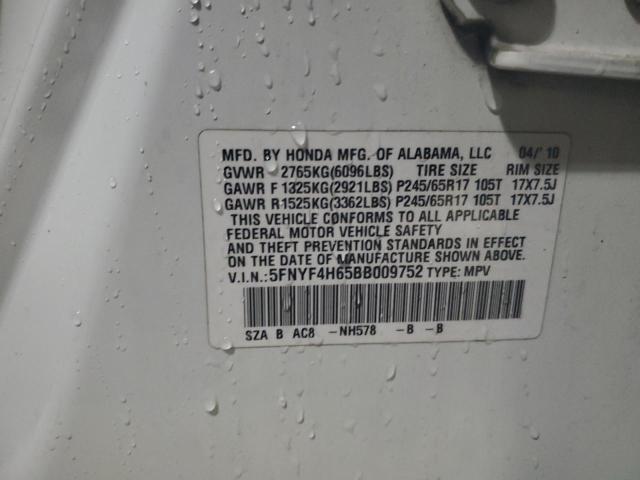 MFD. BY HONDA MFG. OF ALABAMA, LLC 04/'10
GVWR 2765KG(6096LBS) TIRE SIZE RIM SIZE
GAWR F 1325KG(2921LBS) P245/65R17 105T 17X7.5J
GAWR R 1525KG(3362LBS) P245/65R17 105T 17X7.5J
THIS VEHICLE CONFORMS TO ALL APPLICABLE
FEDERAL MOTOR VEHICLE SAFETY
AND THEFT PREVENTION STANDARDS IN EFFECT
ON THE DATE OF MANUFACTURE SHOWN ABOVE.
V.I.N.:5FNYF4H65BB009752 TYPE: MPV
SZA B AC8 -NH578 -B -B